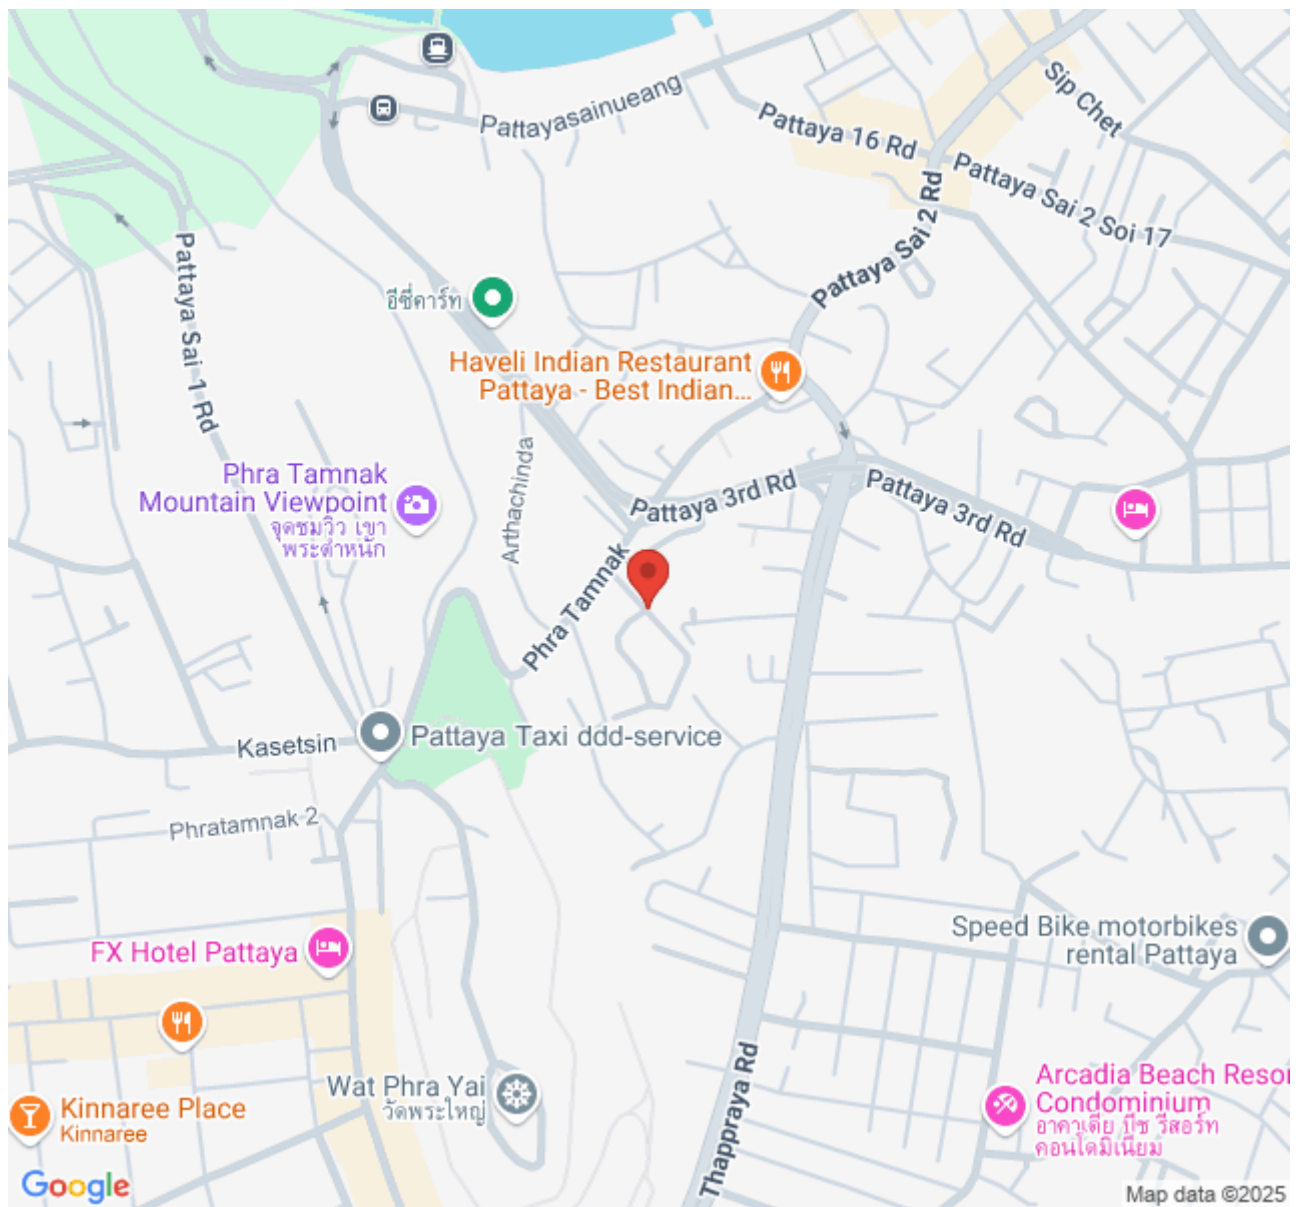 Pattayasainueang
Sip Chet
Pattaya 16 Rd
Pattaya Sai 2 Soi 17
Pattaya Sai 2 Rd
Pattaya Sai 1 Rd
อีซี่คาร์ท
Haveli Indian Restaurant
Pattaya - Best Indian...
Arthachinda
Phra Tamnak
Mountain Viewpoint
จุดชมวิว เขา
พระตำหนัก
Pattaya 3rd Rd
Pattaya 3rd Rd
Phra Tamnak
Kasetsin
Pattaya Taxi ddd-service
Phratamnak 2
FX Hotel Pattaya
Speed Bike motorbikes
rental Pattaya
Thappraya Rd
Wat Phra Yai
วัดพระใหญ่
Arcadia Beach Resor
Condominium
อาคาเดีย บีช รีสอร์ท
คอนโดมิเนียม
Kinnaree Place
Kinnaree
Google
Map data ©2025